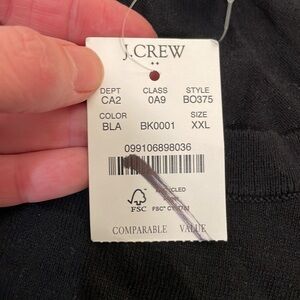 J.CREW
DEPT CLASS STYLE
CA2 0A9 BO375
COLOR SIZE
BLA BK0001 XXL
099106898036
FSC
COMPARABLE VALUE